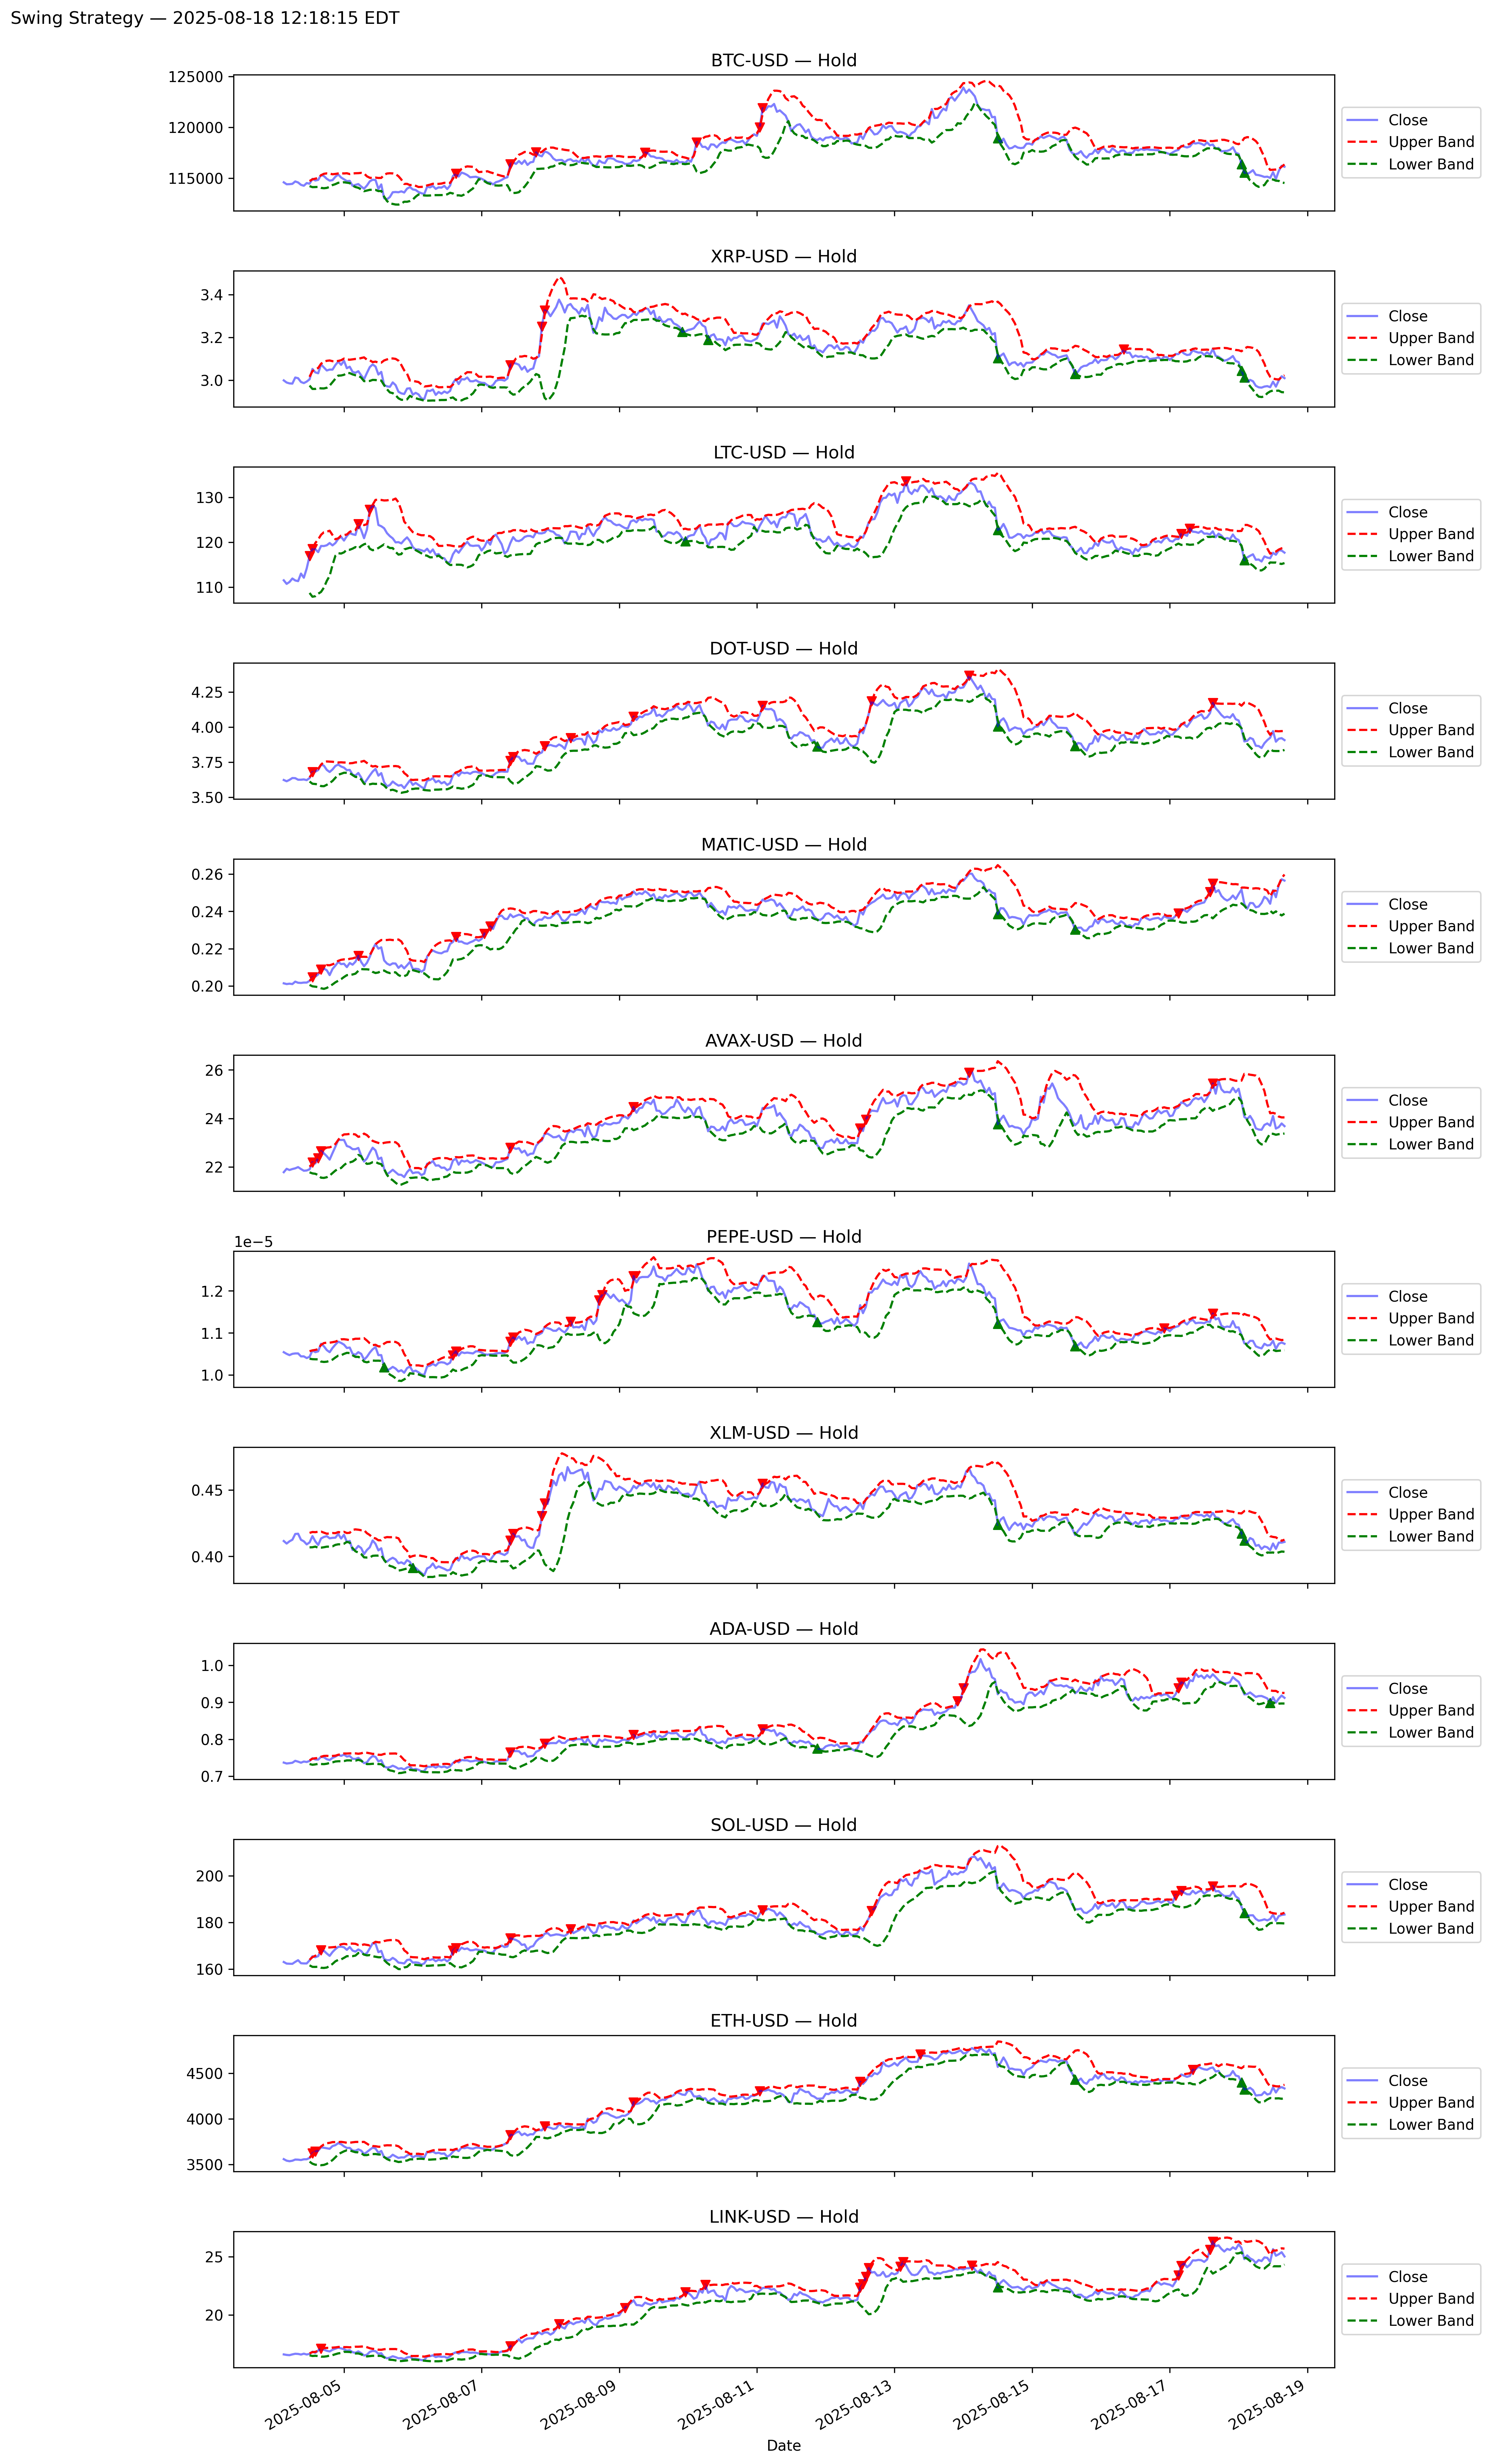 Swing Strategy — 2025-08-18 12:18:15 EDT
BTC-USD — Hold
125000
120000
115000
Close
Upper Band
Lower Band
XRP-USD — Hold
3.4
3.2
3.0
Close
Upper Band
Lower Band
LTC-USD — Hold
130
120
110
Close
Upper Band
Lower Band
DOT-USD — Hold
4.25
4.00
3.75
3.50
Close
Upper Band
Lower Band
MATIC-USD — Hold
0.26
0.24
0.22
0.20
Close
Upper Band
Lower Band
AVAX-USD — Hold
26
24
22
Close
Upper Band
Lower Band
PEPE-USD — Hold
1e−5
1.2
1.1
1.0
Close
Upper Band
Lower Band
XLM-USD — Hold
0.45
0.40
Close
Upper Band
Lower Band
ADA-USD — Hold
1.0
0.9
0.8
0.7
Close
Upper Band
Lower Band
SOL-USD — Hold
200
180
160
Close
Upper Band
Lower Band
ETH-USD — Hold
4500
4000
3500
Close
Upper Band
Lower Band
LINK-USD — Hold
25
20
Close
Upper Band
Lower Band
2025-08-05
2025-08-07
2025-08-09
2025-08-11
2025-08-13
2025-08-15
2025-08-17
2025-08-19
Date